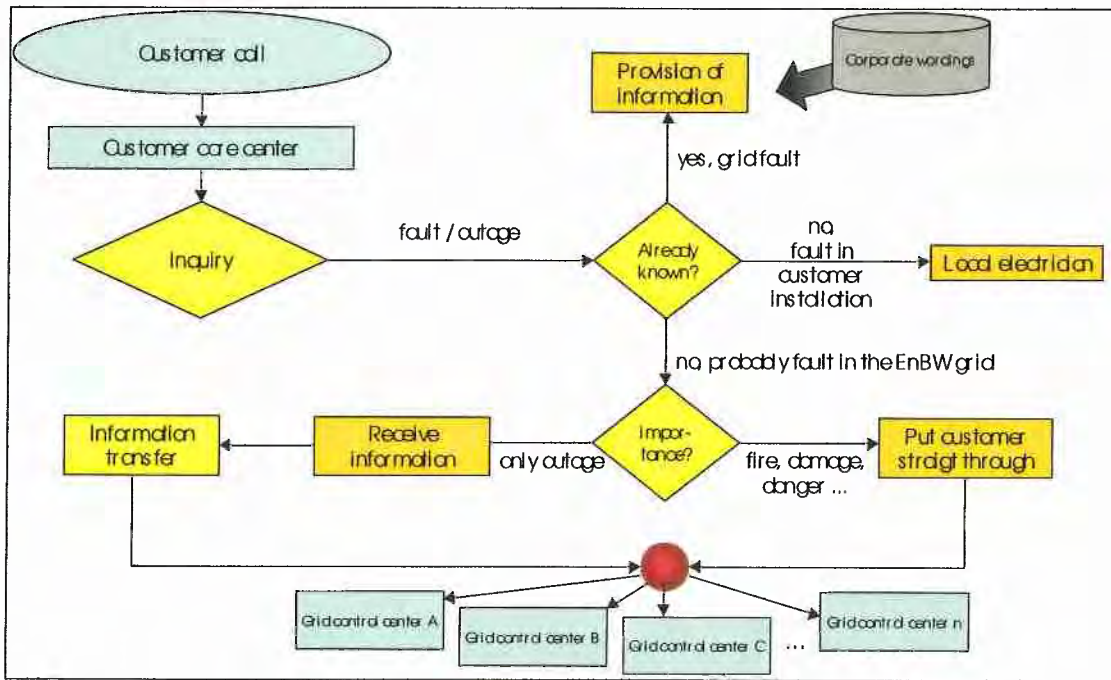 Customer call
Corporate wordings
Provision of
information
Customer care center
yes, grid fault
Inquiry
fault / outage
Already
known?
no,
fault in
customer
installation
Local electrician
no, probably fault in the EnBW grid
Information
transfer
Receive
information
only outage
Impor-
tance?
fire, damage,
danger ...
Put customer
straigt through
Grid control center A
Grid control center B
Grid control center C
...
Grid control center n